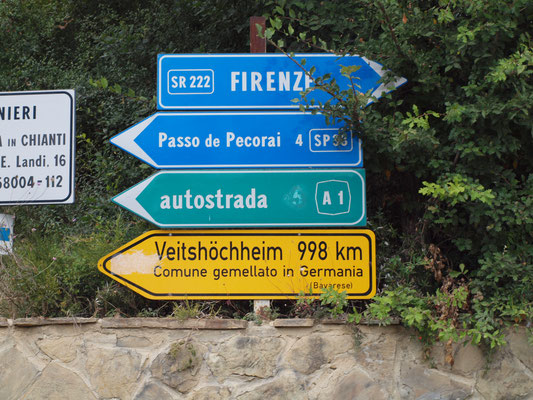 SR 222 FIRENZE
Passo de Pecorai 4
autostrada A 1
Veitshöchheim 998 km
Comune gemellato in Germania
(Bavarese)
NIERI
IN CHIANTI
E. Landi. 16
58004-112